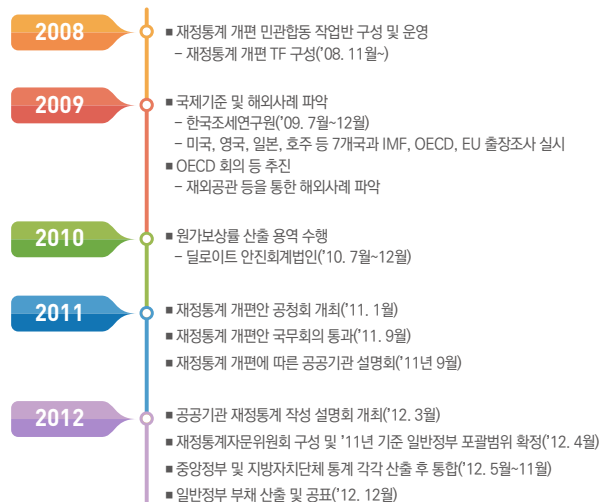 2008
■ 재정통계 개편 민관합동 작업반 구성 및 운영
– 재정통계 개편 TF 구성('08. 11월~)
2009
■ 국제기준 및 해외사례 파악
– 한국조세연구원('09. 7월~12월)
– 미국, 영국, 일본, 호주 등 7개국과 IMF, OECD, EU 출장조사 실시
■ OECD 회의 등 추진
– 재외공관 등을 통한 해외사례 파악
2010
■ 원가보상률 산출 용역 수행
– 딜로이트 안진회계법인('10. 7월~12월)
2011
■ 재정통계 개편안 공청회 개최('11. 1월)
■ 재정통계 개편안 국무회의 통과('11. 9월)
■ 재정통계 개편에 따른 공공기관 설명회('11년 9월)
2012
■ 공공기관 재정통계 작성 설명회 개최('12. 3월)
■ 재정통계자문위원회 구성 및 '11년 기준 일반정부 포괄범위 확정('12. 4월)
■ 중앙정부 및 지방자치단체 통계 각각 산출 후 통합('12. 5월~11월)
■ 일반정부 부채 산출 및 공표('12. 12월)